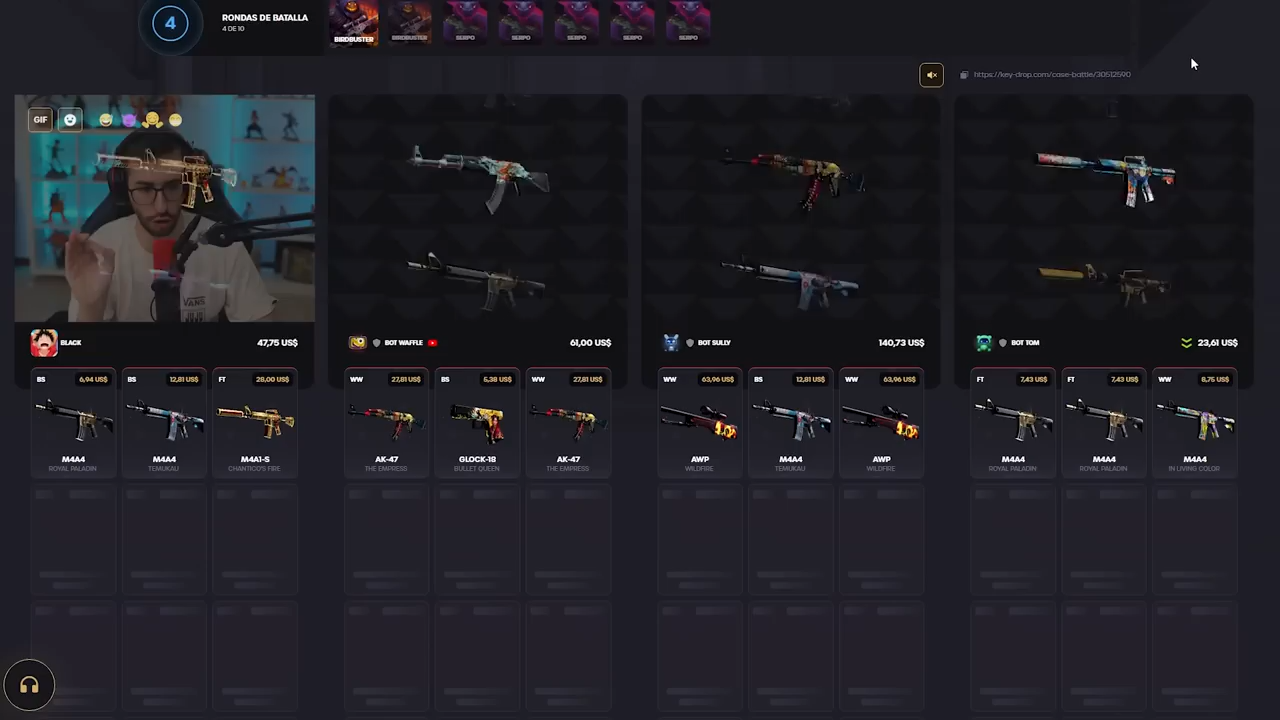 4
RONDAS DE BATALLA
4 DE 10
BIRDBUSTER
BIRDBUSTER
SERPO
SERPO
SERPO
SERPO
SERPO
https://key-drop.com/case-battle/30512590
GIF
VANS
BLACK
47,75 US$
BOT WAFFLE
61,00 US$
BOT SULLY
140,73 US$
BOT TOM
23,61 US$
BS 6,94 US$
BS 12,81 US$
FT 28,00 US$
WW 27,81 US$
BS 5,38 US$
WW 27,81 US$
WW 63,96 US$
BS 12,81 US$
WW 63,96 US$
FT 7,43 US$
FT 7,43 US$
WW 8,75 US$
M4A4
ROYAL PALADIN
M4A4
TEMUKAU
M4A1-S
CHANTICO'S FIRE
AK-47
THE EMPRESS
GLOCK-18
BULLET QUEEN
AK-47
THE EMPRESS
AWP
WILDFIRE
M4A4
TEMUKAU
AWP
WILDFIRE
M4A4
ROYAL PALADIN
M4A4
ROYAL PALADIN
M4A4
IN LIVING COLOR